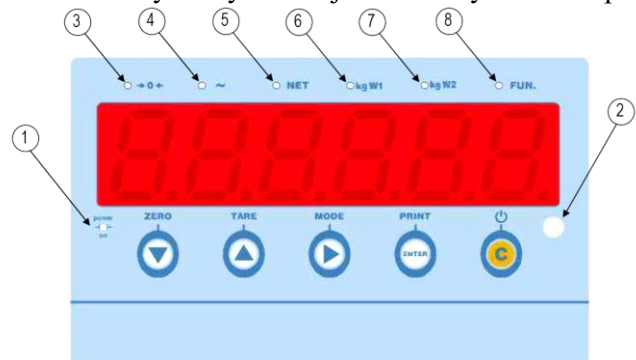 3 4 5 6 7 8
→0← ~ NET kg W1 kg W2 FUN.
1 2
power
on
ZERO TARE MODE PRINT
ENTER C